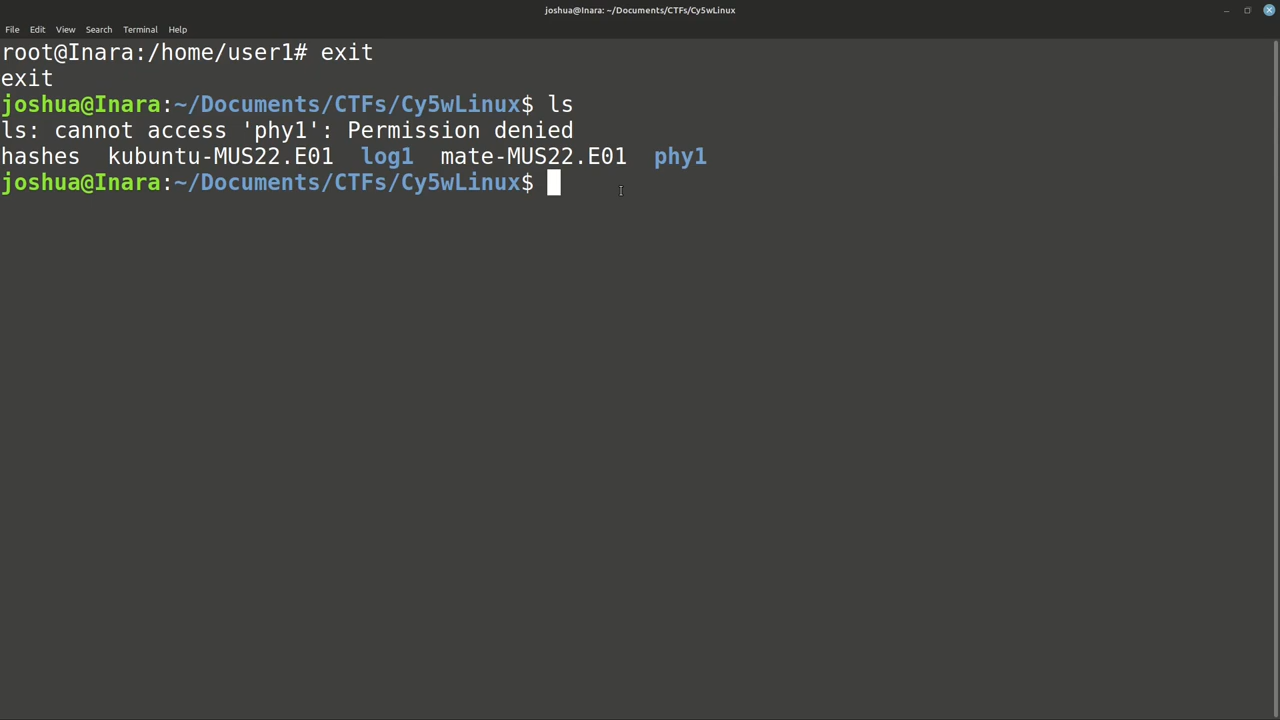 joshua@Inara: ~/Documents/CTFs/Cy5wLinux
File Edit View Search Terminal Help
root@Inara:/home/user1# exit
exit
joshua@Inara:~/Documents/CTFs/Cy5wLinux$ ls
ls: cannot access 'phy1': Permission denied
hashes  kubuntu-MUS22.E01  log1  mate-MUS22.E01  phy1
joshua@Inara:~/Documents/CTFs/Cy5wLinux$